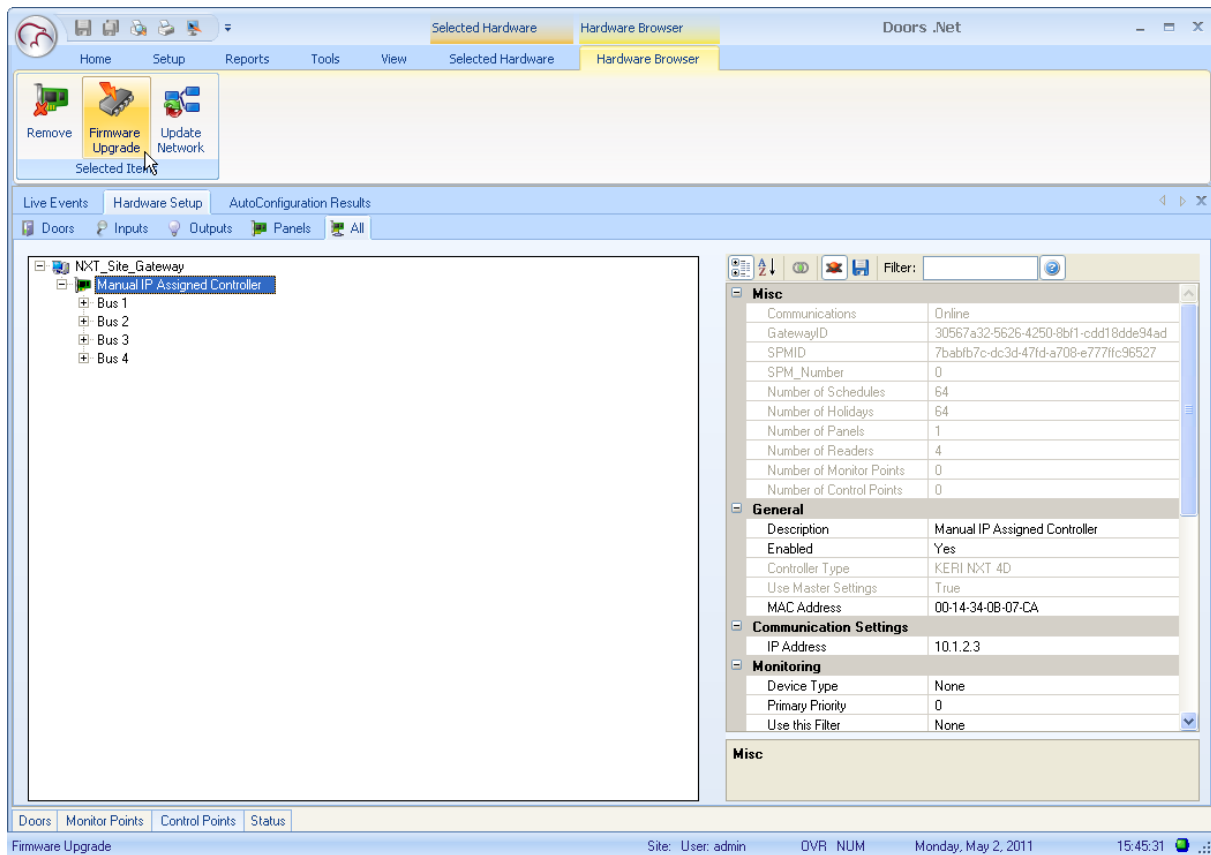 Selected Hardware Hardware Browser Doors .Net
Home Setup Reports Tools View Selected Hardware Hardware Browser
Remove Firmware Upgrade Update Network
Selected Items
Live Events Hardware Setup AutoConfiguration Results
Doors Inputs Outputs Panels All
NXT_Site_Gateway
Manual IP Assigned Controller
Bus 1
Bus 2
Bus 3
Bus 4
Filter:
Misc
Communications Online
GatewayID 30567a32-5626-4250-8bf1-cdd18dde94ad
SPMID 7babfb7c-dc3d-47fd-a708-e777ffc96527
SPM_Number 0
Number of Schedules 64
Number of Holidays 64
Number of Panels 1
Number of Readers 4
Number of Monitor Points 0
Number of Control Points 0
General
Description Manual IP Assigned Controller
Enabled Yes
Controller Type KERI NXT 4D
Use Master Settings True
MAC Address 00-14-34-0B-07-CA
Communication Settings
IP Address 10.1.2.3
Monitoring
Device Type None
Primary Priority 0
Use this Filter None
Misc
Doors Monitor Points Control Points Status
Firmware Upgrade Site: User: admin OVR NUM Monday, May 2, 2011 15:45:31